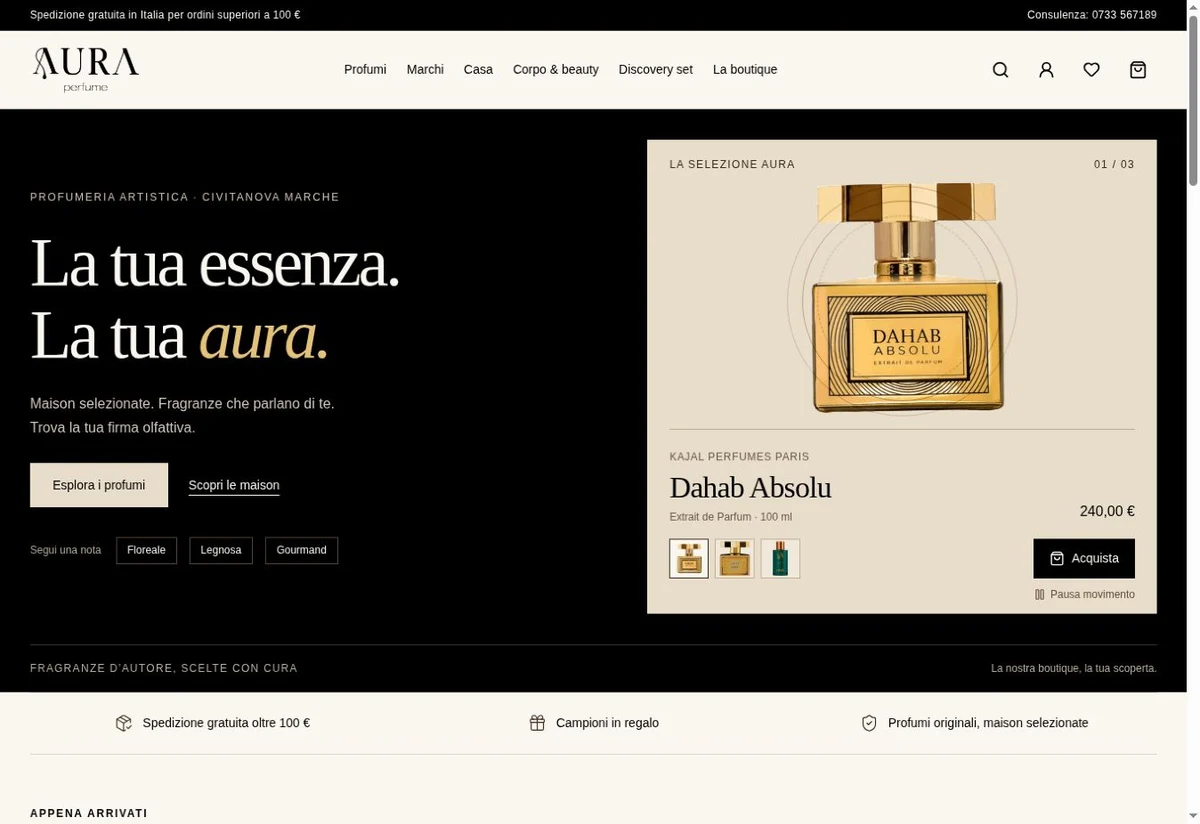 Spedizione gratuita in Italia per ordini superiori a 100 €
Consulenza: 0733 567189
AURA
perfume
Profumi
Marchi
Casa
Corpo & beauty
Discovery set
La boutique
PROFUMERIA ARTISTICA · CIVITANOVA MARCHE
La tua essenza.
La tua aura.
Maison selezionate. Fragranze che parlano di te.
Trova la tua firma olfattiva.
Esplora i profumi
Scopri le maison
Segui una nota
Floreale
Legnosa
Gourmand
LA SELEZIONE AURA
01 / 03
DAHAB
ABSOLU
EXTRAIT DE PARFUM
KAJAL PERFUMES PARIS
Dahab Absolu
Extrait de Parfum · 100 ml
240,00 €
Acquista
Pausa movimento
FRAGRANZE D'AUTORE, SCELTE CON CURA
La nostra boutique, la tua scoperta.
Spedizione gratuita oltre 100 €
Campioni in regalo
Profumi originali, maison selezionate
APPENA ARRIVATI